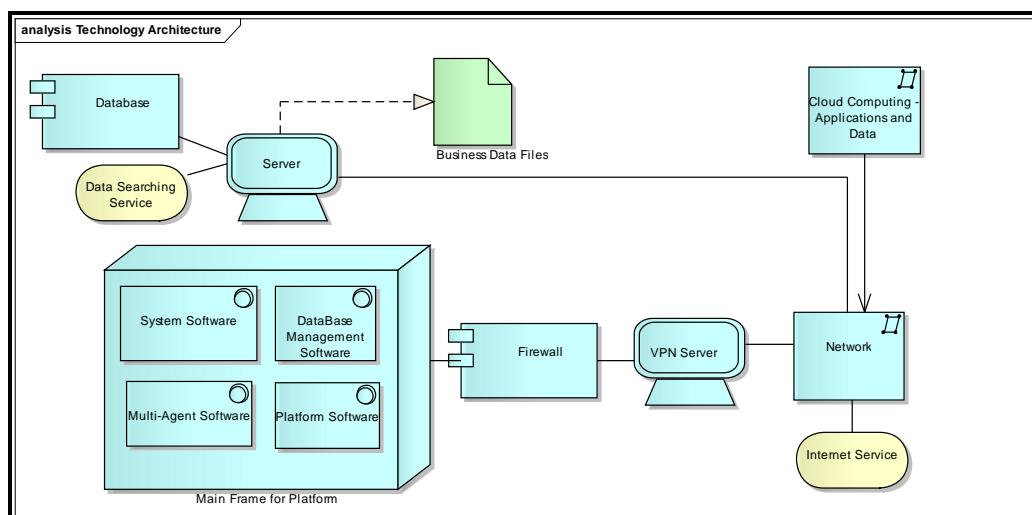 analysis Technology Architecture
Database
Server
Business Data Files
Cloud Computing -
Applications and
Data
Data Searching
Service
System Software
DataBase
Management
Software
Multi-Agent Software
Platform Software
Main Frame for Platform
Firewall
VPN Server
Network
Internet Service